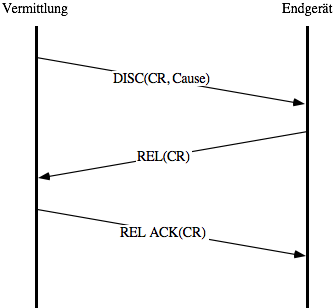 Vermittlung
Endgerät
DISC(CR, Cause)
REL(CR)
REL ACK(CR)